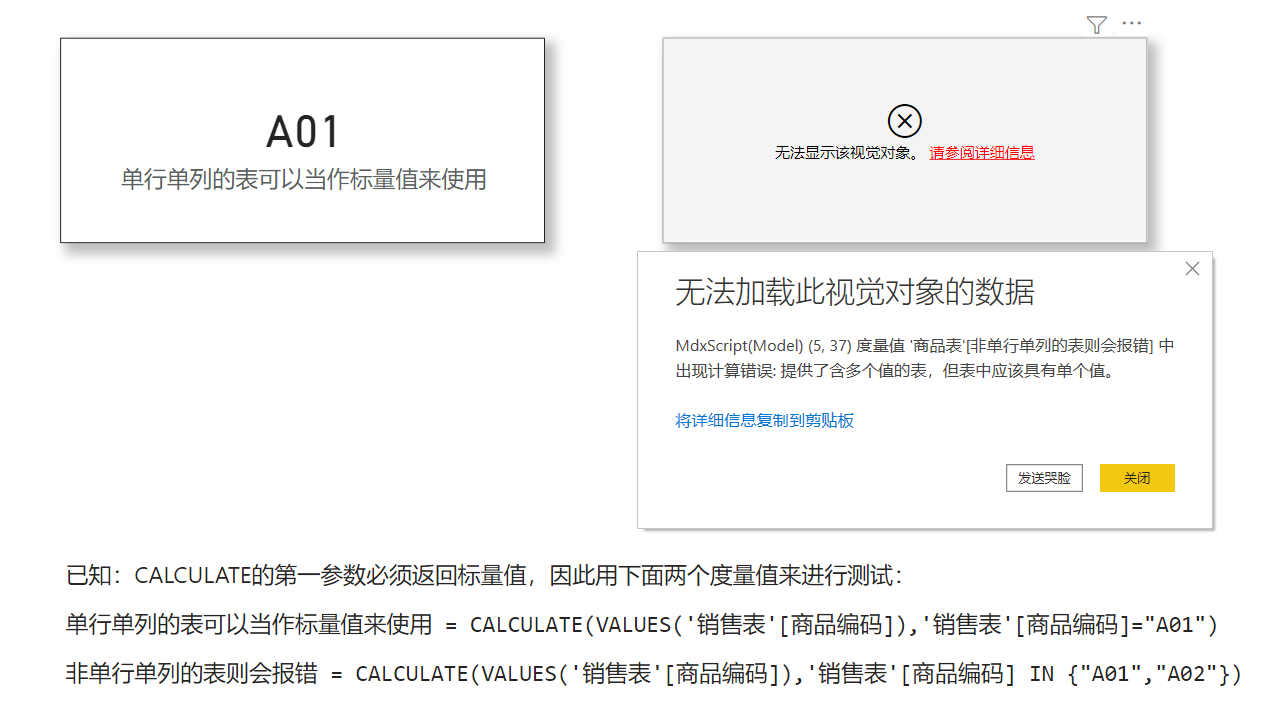 A01
单行单列的表可以当作标量值来使用
无法显示该视觉对象。 请参阅详细信息
无法加载此视觉对象的数据
MdxScript(Model) (5, 37) 度量值 '商品表'[非单行单列的表则会报错] 中
出现计算错误: 提供了含多个值的表，但表中应该具有单个值。
将详细信息复制到剪贴板
发送哭脸
关闭
已知：CALCULATE的第一参数必须返回标量值，因此用下面两个度量值来进行测试：
单行单列的表可以当作标量值来使用 = CALCULATE(VALUES('销售表'[商品编码]),'销售表'[商品编码]="A01")
非单行单列的表则会报错 = CALCULATE(VALUES('销售表'[商品编码]),'销售表'[商品编码] IN {"A01","A02"})